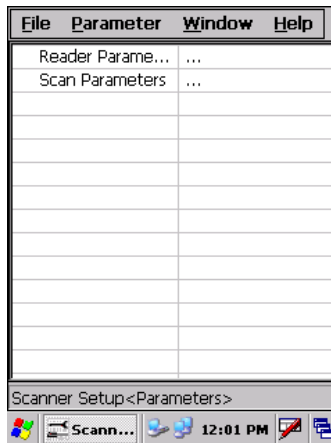 File Parameter Window Help
Reader Parame... ...
Scan Parameters ...
Scanner Setup<Parameters>
Scann... 12:01 PM